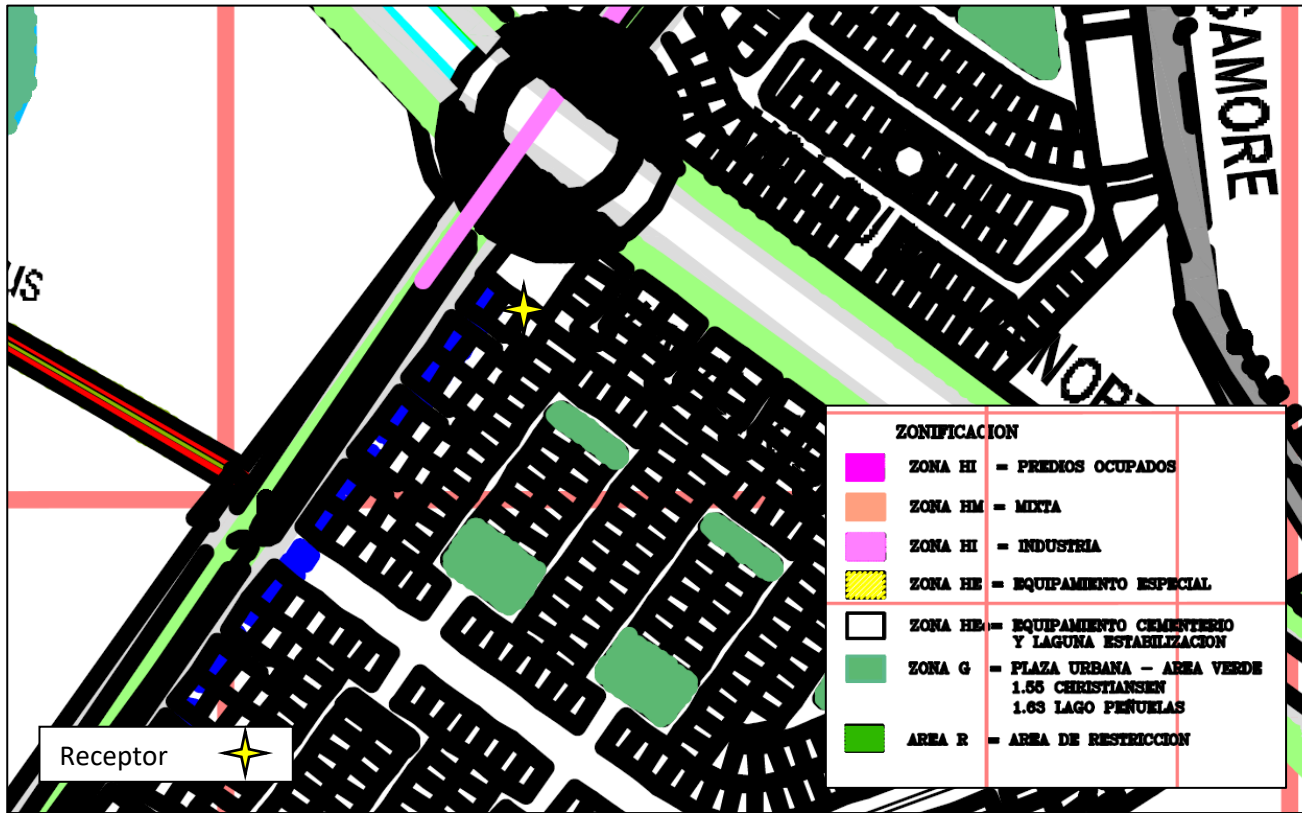 SAMORE
US
ZONIFICACION
ZONA HI = PREDIOS OCUPADOS
ZONA HM = MIXTA
ZONA HI = INDUSTRIA
ZONA HE = EQUIPAMIENTO ESPECIAL
ZONA HEo= EQUIPAMIENTO CEMENTERIO
Y LAGUNA ESTABILIZACION
ZONA G = PLAZA URBANA - AREA VERDE
1.55 CHRISTIANSEN
1.63 LAGO PEÑUELAS
AREA R = AREA DE RESTRICCION
Receptor